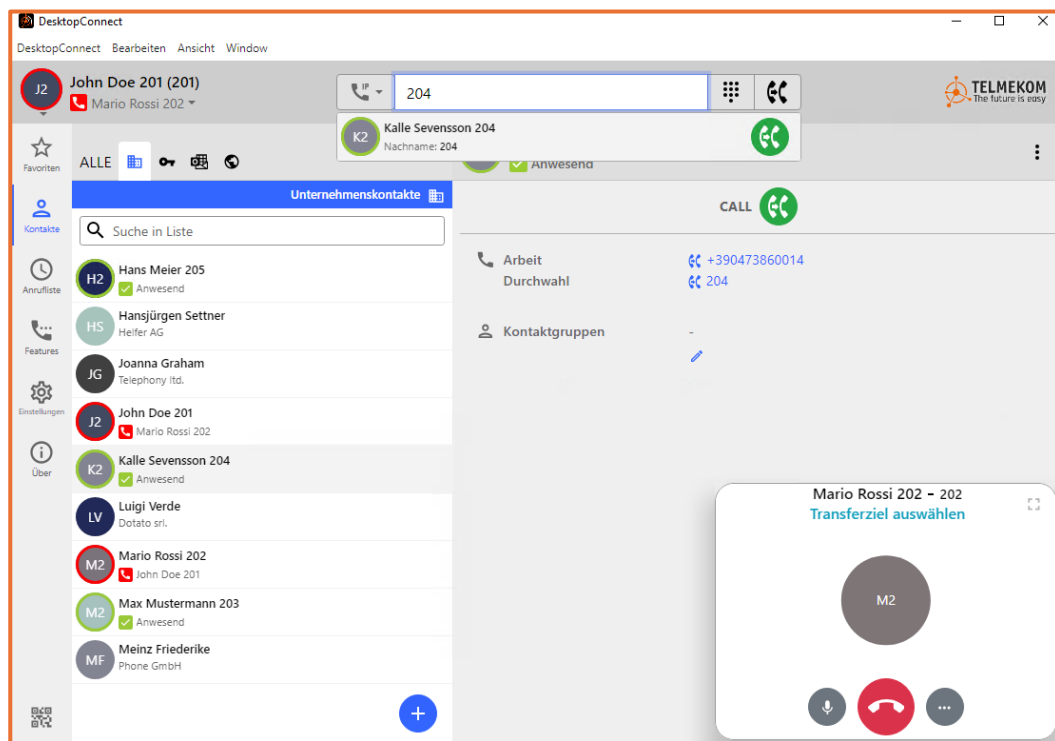 DesktopConnect
DesktopConnect Bearbeiten Ansicht Window
J2
John Doe 201 (201)
Mario Rossi 202
IP
204
TELMEKOM
The future is easy
K2
Kalle Sevensson 204
Nachname: 204
Favoriten
Kontakte
Anrufliste
Features
Einstellungen
Über
ALLE
Unternehmenskontakte
Suche in Liste
H2
Hans Meier 205
Anwesend
HS
Hansjürgen Settner
Helfer AG
JG
Joanna Graham
Telephony ltd.
J2
John Doe 201
Mario Rossi 202
K2
Kalle Sevensson 204
Anwesend
LV
Luigi Verde
Dotato srl.
M2
Mario Rossi 202
John Doe 201
M2
Max Mustermann 203
Anwesend
MF
Meinz Friederike
Phone GmbH
Anwesend
CALL
Arbeit +390473860014
Durchwahl 204
Kontaktgruppen -
Mario Rossi 202 - 202
Transferziel auswählen
M2